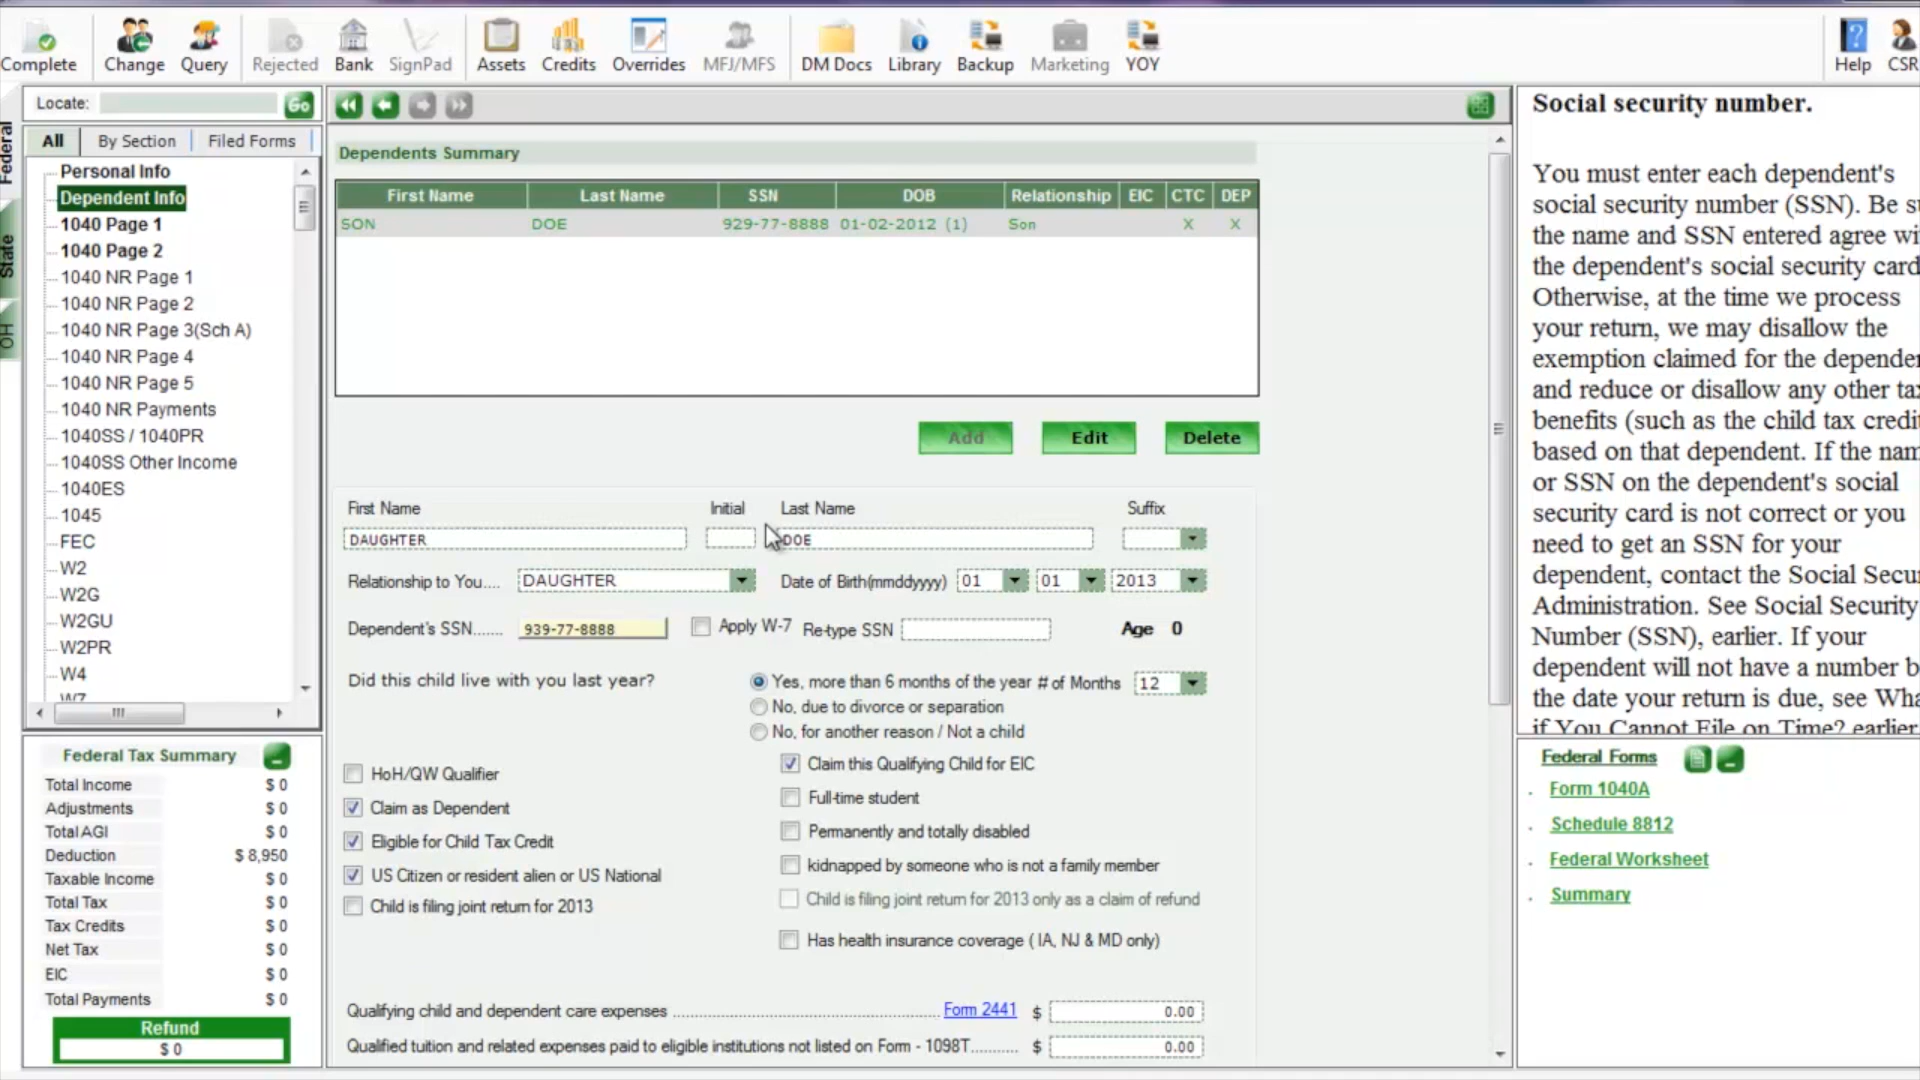 Complete Change Query Rejected Bank SignPad Assets Credits Overrides MFJ/MFS DM Docs Library Backup Marketing YOY Help CSR
Federal
State
OH
Locate: Go
All By Section Filed Forms
Personal Info
Dependent Info
1040 Page 1
1040 Page 2
1040 NR Page 1
1040 NR Page 2
1040 NR Page 3(Sch A)
1040 NR Page 4
1040 NR Page 5
1040 NR Payments
1040SS / 1040PR
1040SS Other Income
1040ES
1045
FEC
W2
W2G
W2GU
W2PR
W4
W7
Federal Tax Summary
Total Income $ 0
Adjustments $ 0
Total AGI $ 0
Deduction $ 8,950
Taxable Income $ 0
Total Tax $ 0
Tax Credits $ 0
Net Tax $ 0
EIC $ 0
Total Payments $ 0
Refund
$ 0
Dependents Summary
First Name Last Name SSN DOB Relationship EIC CTC DEP
SON DOE 929-77-8888 01-02-2012 (1) Son X X
Add Edit Delete
First Name Initial Last Name Suffix
DAUGHTER DOE
Relationship to You.... DAUGHTER Date of Birth(mmddyyyy) 01 01 2013
Dependent's SSN...... 939-77-8888 Apply W-7 Re-type SSN Age 0
Did this child live with you last year? Yes, more than 6 months of the year # of Months 12
No, due to divorce or separation
No, for another reason / Not a child
Claim this Qualifying Child for EIC
HoH/QW Qualifier
Full-time student
Claim as Dependent
Permanently and totally disabled
Eligible for Child Tax Credit
kidnapped by someone who is not a family member
US Citizen or resident alien or US National
Child is filing joint return for 2013 only as a claim of refund
Child is filing joint return for 2013
Has health insurance coverage ( IA, NJ & MD only)
Qualifying child and dependent care expenses Form 2441 $ 0.00
Qualified tuition and related expenses paid to eligible institutions not listed on Form - 1098T........... $ 0.00
Social security number.
You must enter each dependent's
social security number (SSN). Be su
the name and SSN entered agree wi
the dependent's social security card
Otherwise, at the time we process
your return, we may disallow the
exemption claimed for the depender
and reduce or disallow any other tax
benefits (such as the child tax credit
based on that dependent. If the nam
or SSN on the dependent's social
security card is not correct or you
need to get an SSN for your
dependent, contact the Social Secu
Administration. See Social Security
Number (SSN), earlier. If your
dependent will not have a number b
the date your return is due, see Wha
if You Cannot File on Time? earlier
Federal Forms
. Form 1040A
. Schedule 8812
. Federal Worksheet
. Summary